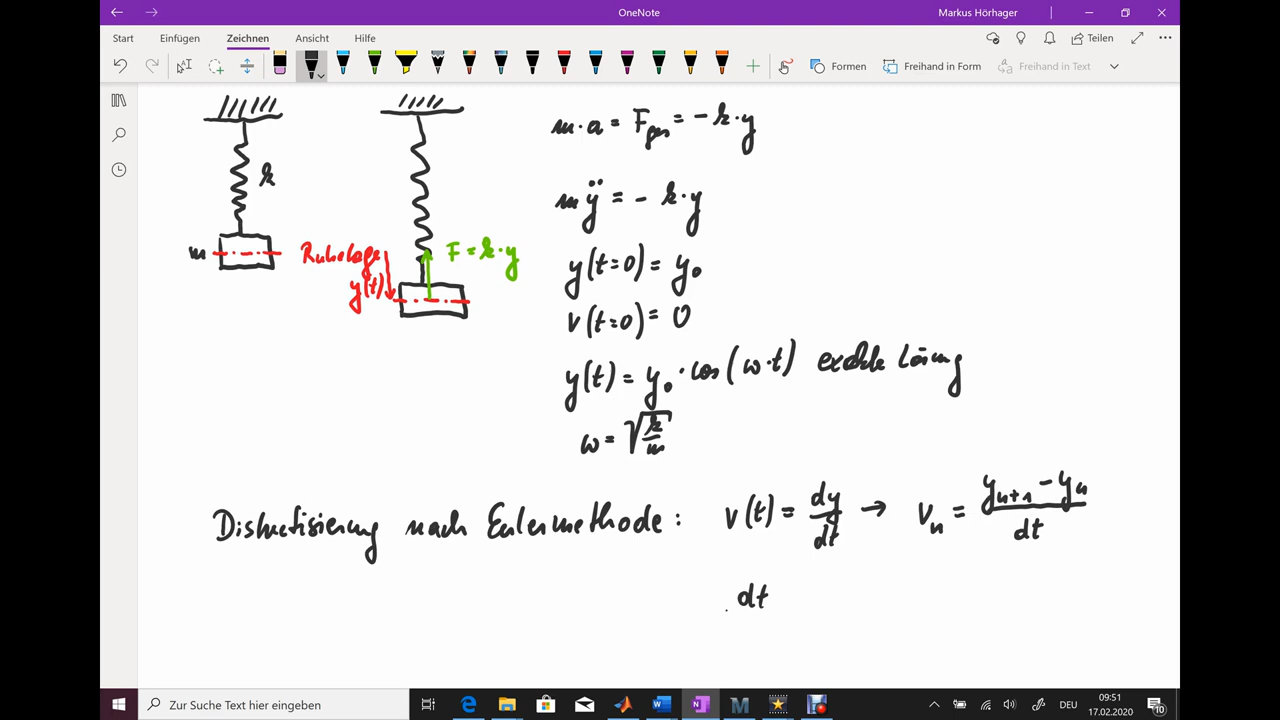 OneNote
Markus Hörhager
Start Einfügen Zeichnen Ansicht Hilfe
Teilen
Formen Freihand in Form Freihand in Text
k
m
Ruhelage
y(t)
F = k·y
m·a = Fges = -k·y
mÿ = - k·y
y(t=0) = y₀
v(t=0) = 0
y(t) = y₀·cos(ω·t) exakte Lösung
ω = √(k/m)
Diskretisierung nach Eulermethode: v(t) = dy/dt → vₙ = (yₙ₊₁ - yₙ)/dt
dt
Zur Suche Text hier eingeben
DEU
09:51
17.02.2020
10